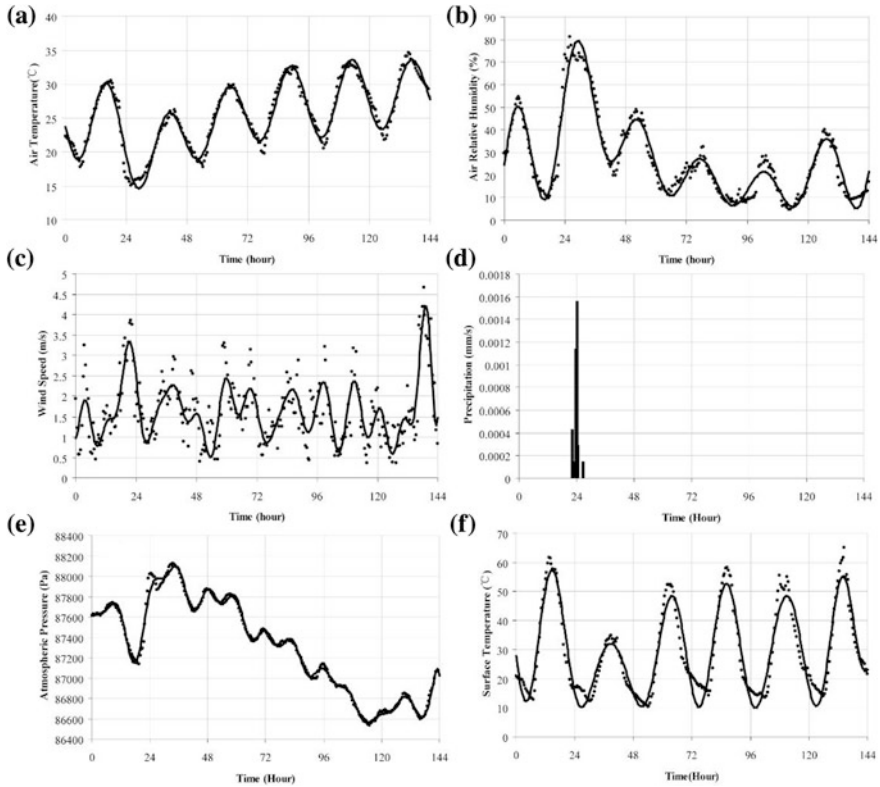 (a)
40
35
30
25
20
15
10
Air Temperature(℃)
0 24 48 72 96 120 144
Time (hour)
(b)
90
80
70
60
50
40
30
20
10
0
Air Relative Humidity (%)
0 24 48 72 96 120 144
Time (hour)
(c)
5
4.5
4
3.5
3
2.5
2
1.5
1
0.5
0
Wind Speed (m/s)
0 24 48 72 96 120 144
Time (hour)
(d)
0.0018
0.0016
0.0014
0.0012
0.001
0.0008
0.0006
0.0004
0.0002
0
Precipitation (mm/s)
0 24 48 72 96 120 144
Time (Hour)
(e)
88400
88200
88000
87800
87600
87400
87200
87000
86800
86600
86400
Atmospheric Pressure (Pa)
0 24 48 72 96 120 144
Time (Hour)
(f)
70
60
50
40
30
20
10
0
Surface Temperature (℃)
0 24 48 72 96 120 144
Time(Hour)